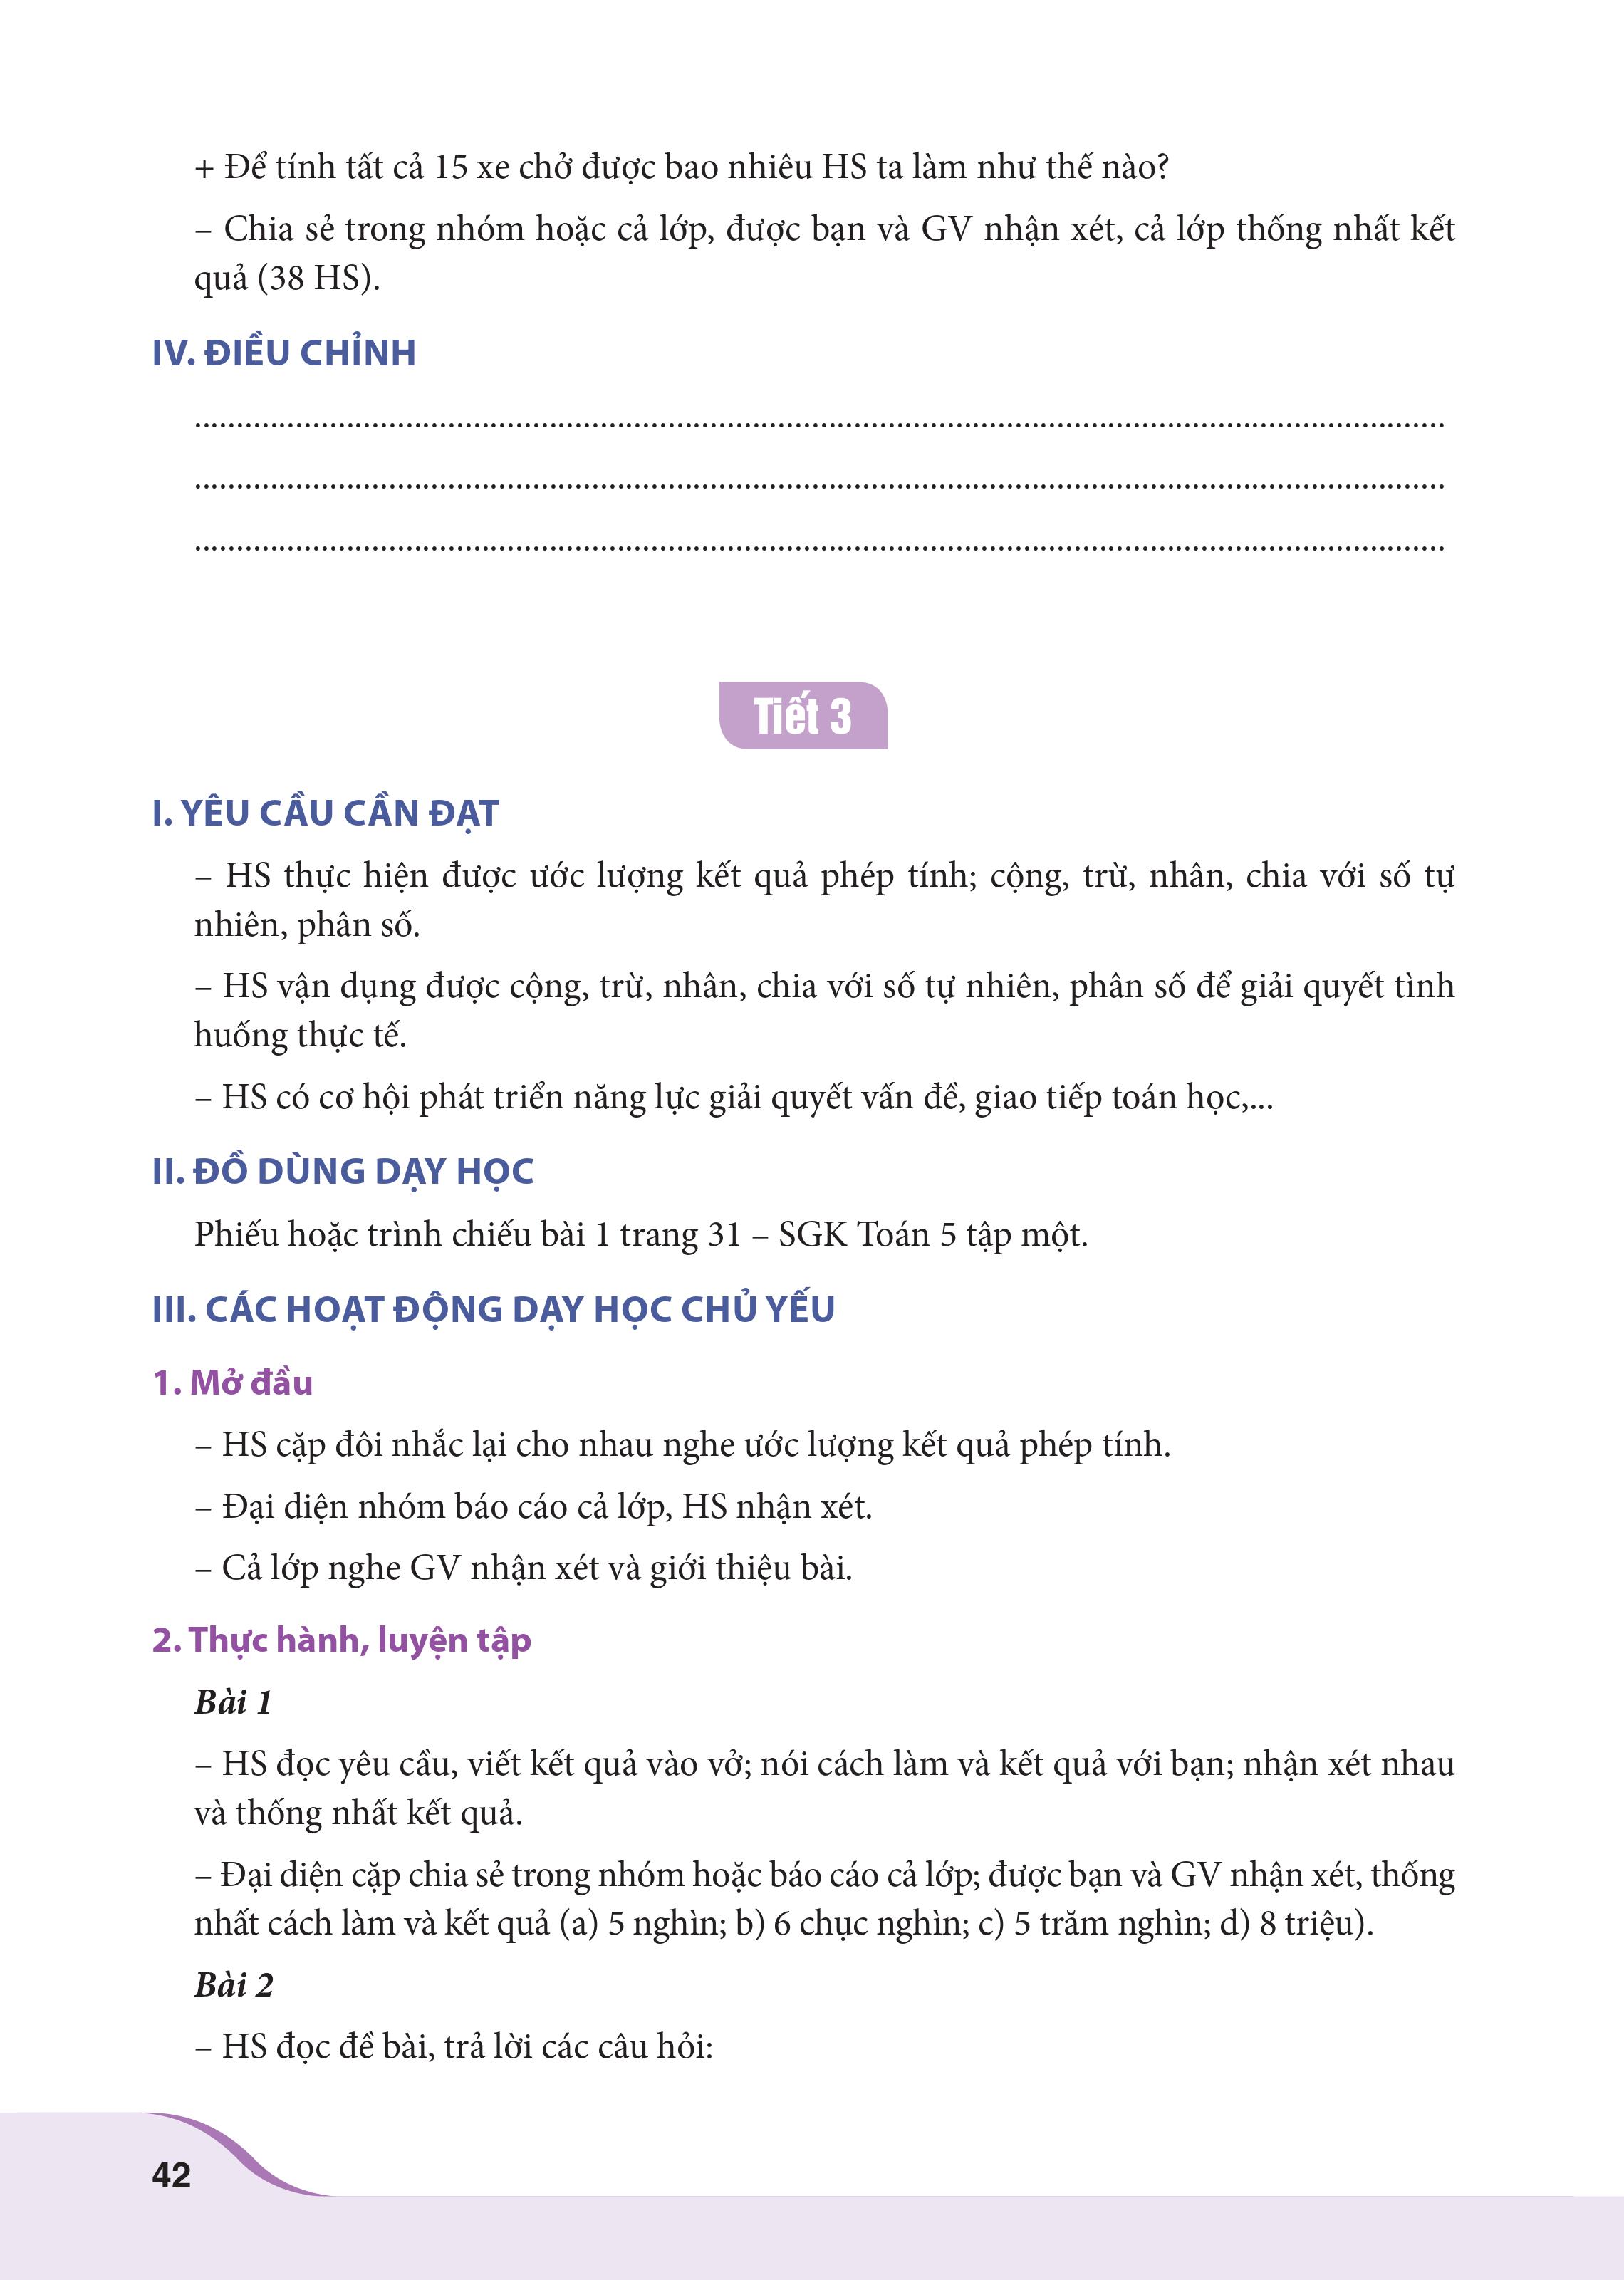 + Để tính tất cả 15 xe chở được bao nhiêu HS ta làm như thế nào?
– Chia sẻ trong nhóm hoặc cả lớp, được bạn và GV nhận xét, cả lớp thống nhất kết
quả (38 HS).
IV. ĐIỀU CHỈNH
....................................................................................................................................................
....................................................................................................................................................
....................................................................................................................................................
Tiết 3
I. YÊU CẦU CẦN ĐẠT
– HS thực hiện được ước lượng kết quả phép tính; cộng, trừ, nhân, chia với số tự
nhiên, phân số.
– HS vận dụng được cộng, trừ, nhân, chia với số tự nhiên, phân số để giải quyết tình
huống thực tế.
– HS có cơ hội phát triển năng lực giải quyết vấn đề, giao tiếp toán học,...
II. ĐỒ DÙNG DẠY HỌC
Phiếu hoặc trình chiếu bài 1 trang 31 – SGK Toán 5 tập một.
III. CÁC HOẠT ĐỘNG DẠY HỌC CHỦ YẾU
1. Mở đầu
– HS cặp đôi nhắc lại cho nhau nghe ước lượng kết quả phép tính.
– Đại diện nhóm báo cáo cả lớp, HS nhận xét.
– Cả lớp nghe GV nhận xét và giới thiệu bài.
2. Thực hành, luyện tập
Bài 1
– HS đọc yêu cầu, viết kết quả vào vở; nói cách làm và kết quả với bạn; nhận xét nhau
và thống nhất kết quả.
– Đại diện cặp chia sẻ trong nhóm hoặc báo cáo cả lớp; được bạn và GV nhận xét, thống
nhất cách làm và kết quả (a) 5 nghìn; b) 6 chục nghìn; c) 5 trăm nghìn; d) 8 triệu).
Bài 2
– HS đọc đề bài, trả lời các câu hỏi:
42